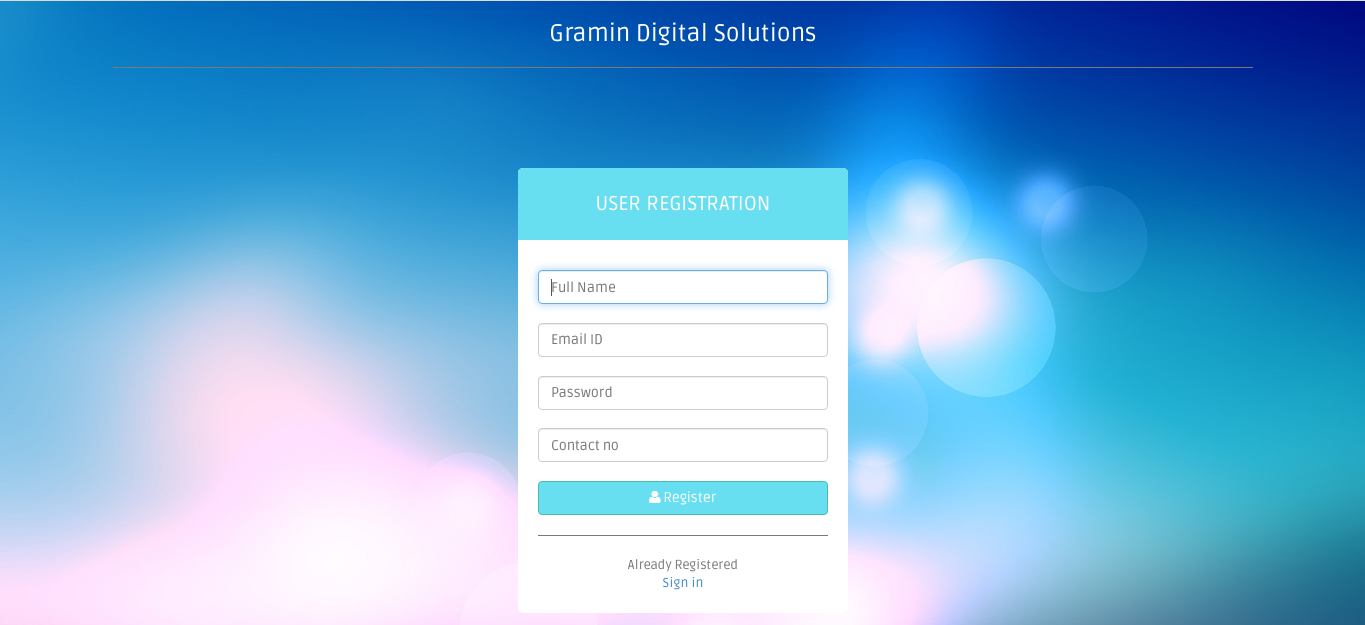 Gramin Digital Solutions
USER REGISTRATION
Full Name
Email ID
Password
Contact no
Register
Already Registered
Sign in